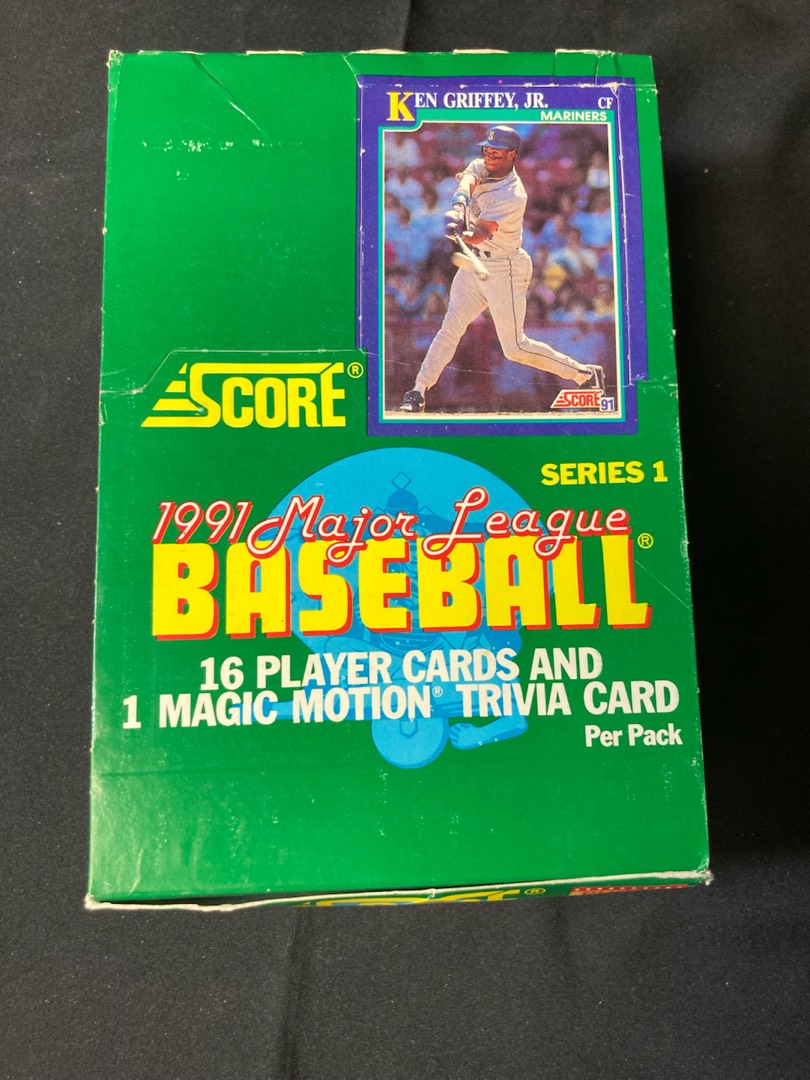 KEN GRIFFEY, JR. CF
MARINERS
SCORE 91
SCORE®
SERIES 1
1991 Major League
BASEBALL®
16 PLAYER CARDS AND
1 MAGIC MOTION® TRIVIA CARD
Per Pack